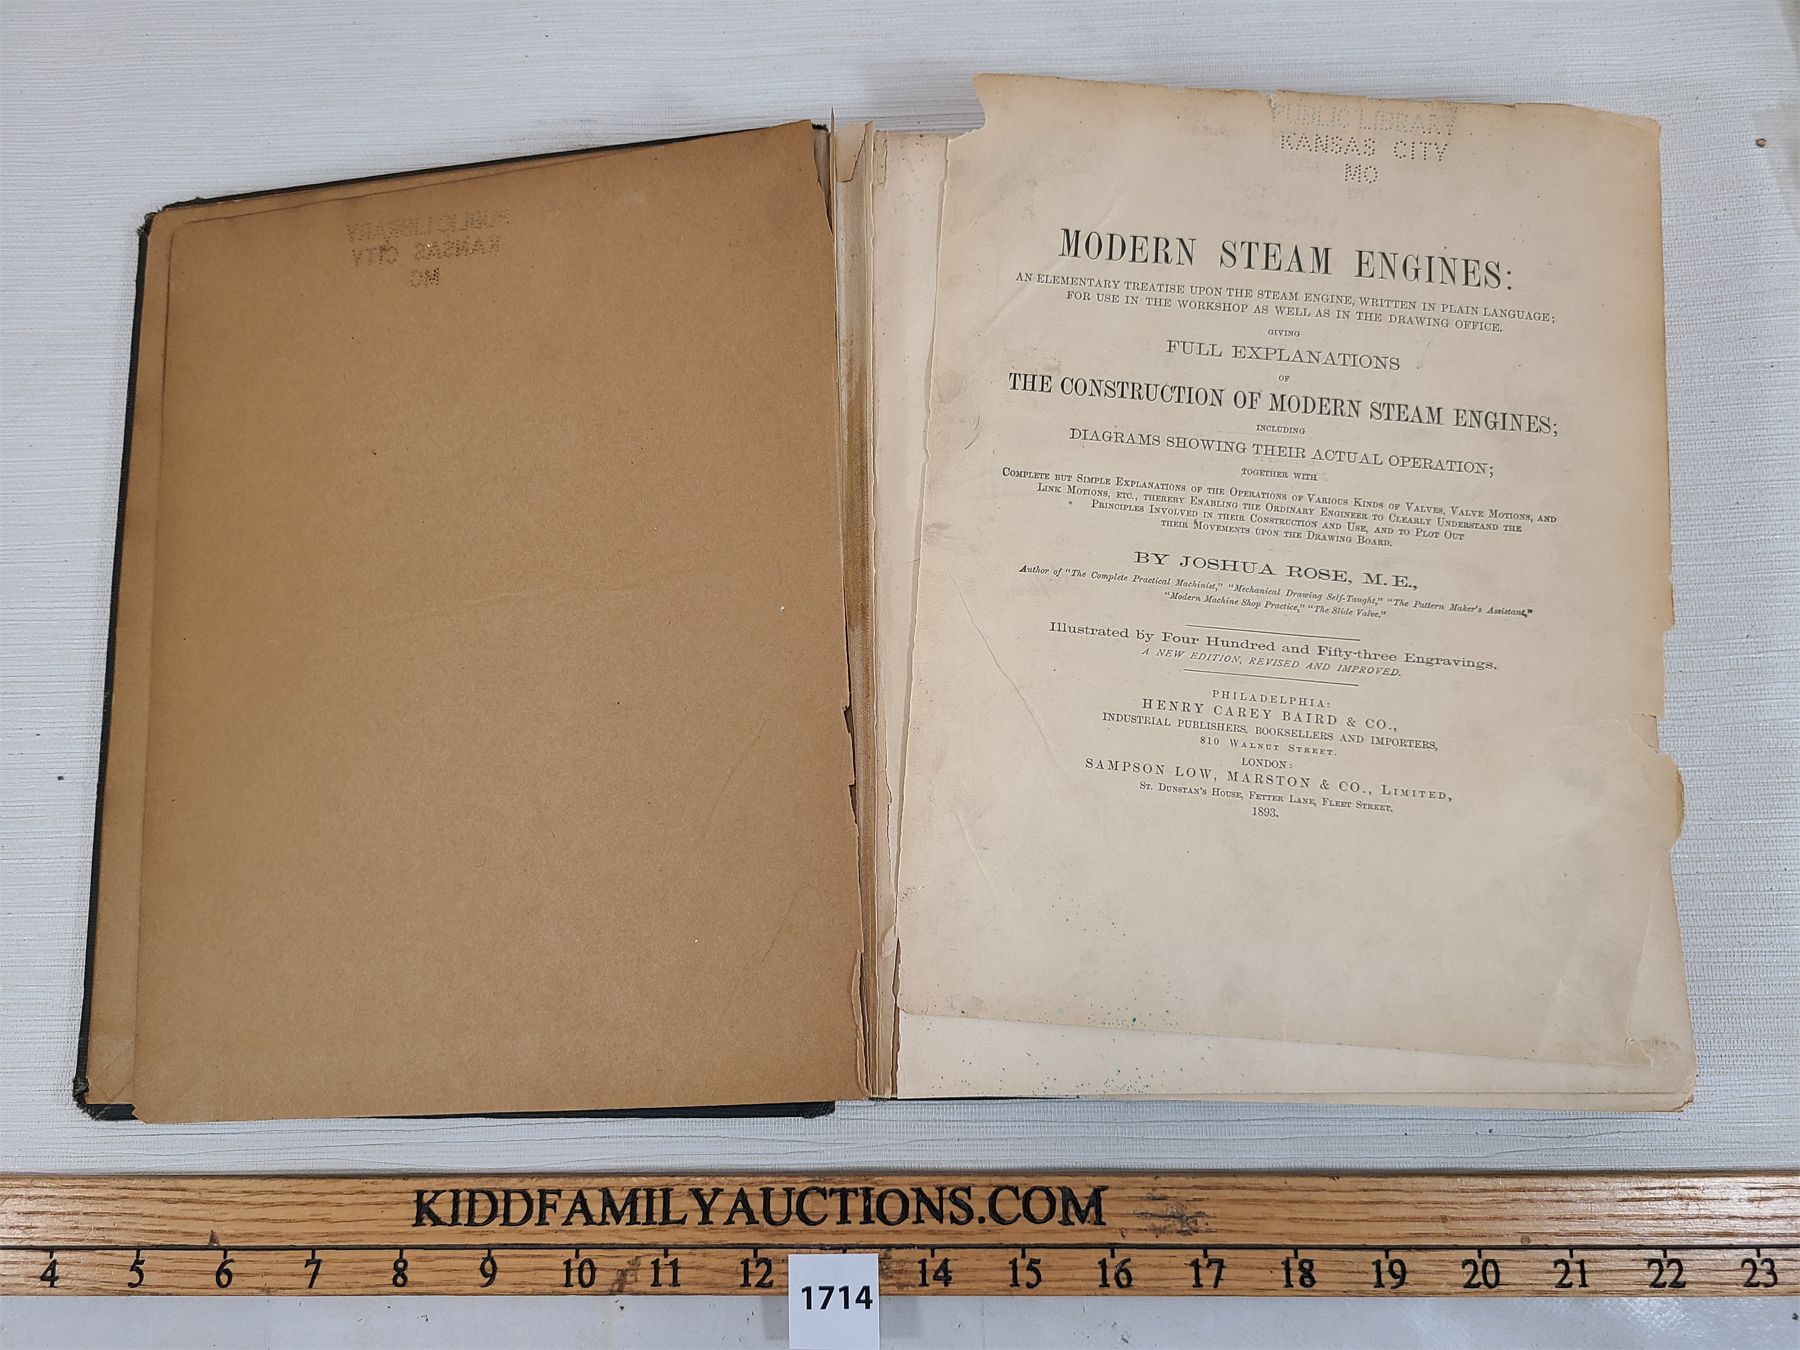 PUBLIC LIBRARY
KANSAS CITY
MO
PUBLIC LIBRARY
KANSAS CITY
MO
MODERN STEAM ENGINES:
AN ELEMENTARY TREATISE UPON THE STEAM ENGINE, WRITTEN IN PLAIN LANGUAGE;
FOR USE IN THE WORKSHOP AS WELL AS IN THE DRAWING OFFICE.
GIVING
FULL EXPLANATIONS
OF
THE CONSTRUCTION OF MODERN STEAM ENGINES;
INCLUDING
DIAGRAMS SHOWING THEIR ACTUAL OPERATION;
TOGETHER WITH
COMPLETE BUT SIMPLE EXPLANATIONS OF THE OPERATIONS OF VARIOUS KINDS OF VALVES, VALVE MOTIONS, AND
LINK MOTIONS, ETC., THEREBY ENABLING THE ORDINARY ENGINEER TO CLEARLY UNDERSTAND THE
PRINCIPLES INVOLVED IN THEIR CONSTRUCTION AND USE, AND TO PLOT OUT
THEIR MOVEMENTS UPON THE DRAWING BOARD.
BY JOSHUA ROSE, M.E.,
Author of "The Complete Practical Machinist," "Mechanical Drawing Self-Taught," "The Pattern Maker's Assistant,"
"Modern Machine Shop Practice," "The Slide Valve."
Illustrated by Four Hundred and Fifty-three Engravings.
A NEW EDITION, REVISED AND IMPROVED.
PHILADELPHIA:
HENRY CAREY BAIRD & CO.,
INDUSTRIAL PUBLISHERS, BOOKSELLERS AND IMPORTERS,
810 WALNUT STREET.
LONDON:
SAMPSON LOW, MARSTON & CO., LIMITED,
ST. DUNSTAN'S HOUSE, FETTER LANE, FLEET STREET.
1893.
KIDDFAMILYAUCTIONS.COM
4 5 6 7 8 9 10 11 12 14 15 16 17 18 19 20 21 22 23
1714